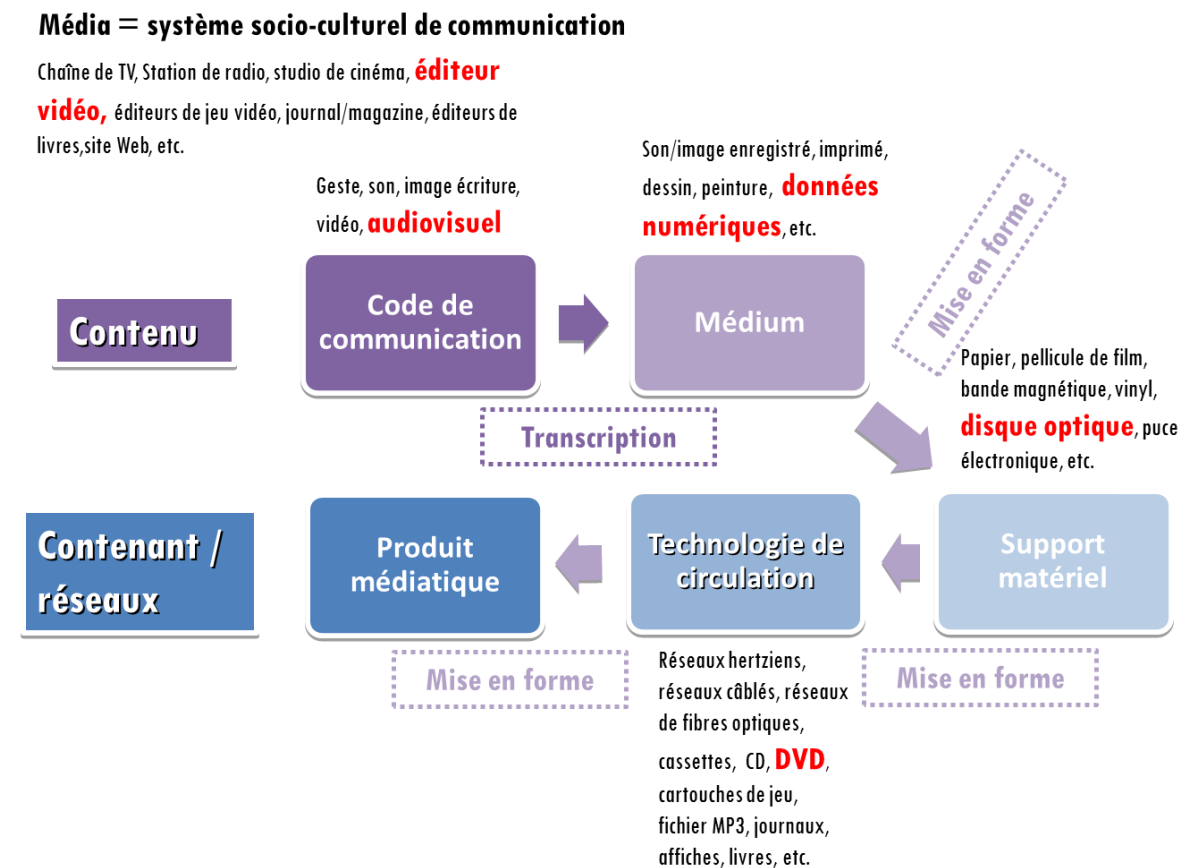 Média = système socio-culturel de communication
Chaîne de TV, Station de radio, studio de cinéma, éditeur
vidéo, éditeurs de jeu vidéo, journal/magazine, éditeurs de
livres,site Web, etc.
Geste, son, image écriture,
vidéo, audiovisuel
Son/image enregistré, imprimé,
dessin, peinture, données
numériques, etc.
Mise en forme
Contenu
Code de
communication
Médium
Transcription
Papier, pellicule de film,
bande magnétique, vinyl,
disque optique, puce
électronique, etc.
Contenant /
réseaux
Produit
médiatique
Technologie de
circulation
Support
matériel
Mise en forme
Mise en forme
Réseaux hertziens,
réseaux câblés, réseaux
de fibres optiques,
cassettes, CD, DVD,
cartouches de jeu,
fichier MP3, journaux,
affiches, livres, etc.